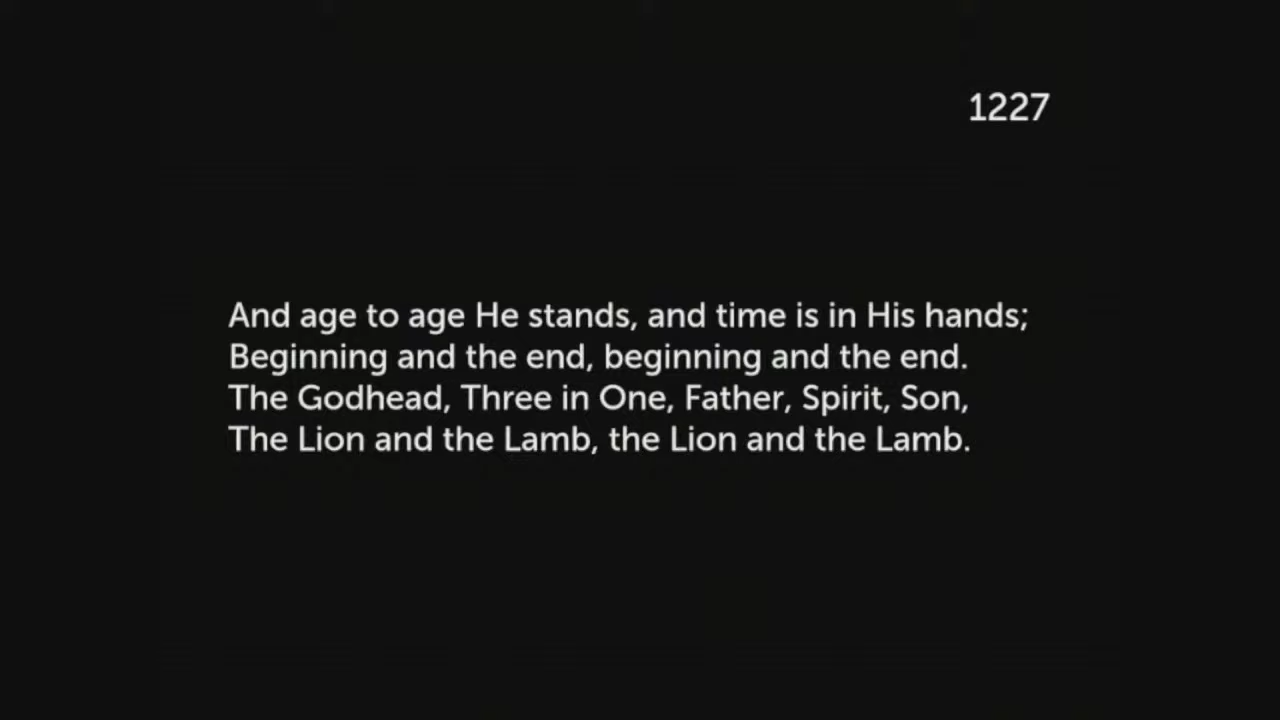 1227
And age to age He stands, and time is in His hands;
Beginning and the end, beginning and the end.
The Godhead, Three in One, Father, Spirit, Son,
The Lion and the Lamb, the Lion and the Lamb.